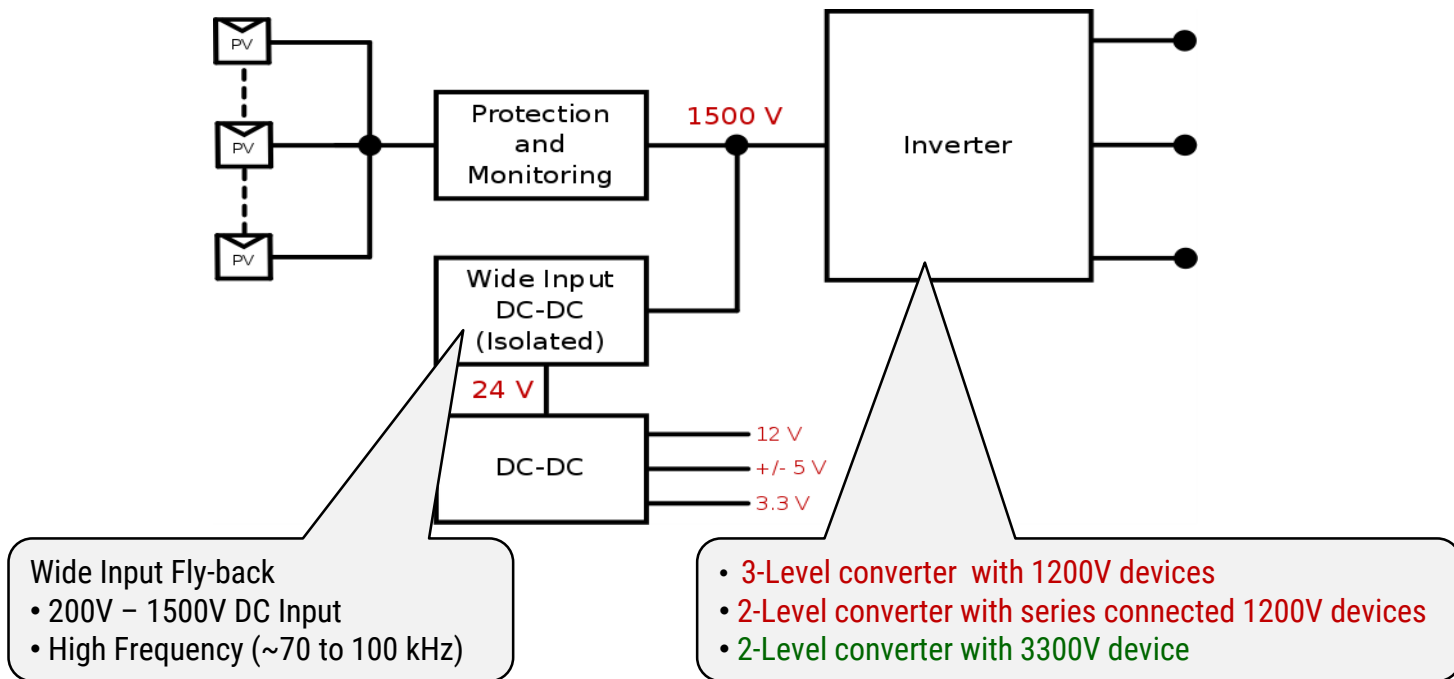 PV
PV
PV
Protection
and
Monitoring
1500 V
Inverter
Wide Input
DC-DC
(Isolated)
24 V
DC-DC
12 V
+/- 5 V
3.3 V
Wide Input Fly-back
• 200V – 1500V DC Input
• High Frequency (~70 to 100 kHz)
• 3-Level converter with 1200V devices
• 2-Level converter with series connected 1200V devices
• 2-Level converter with 3300V device